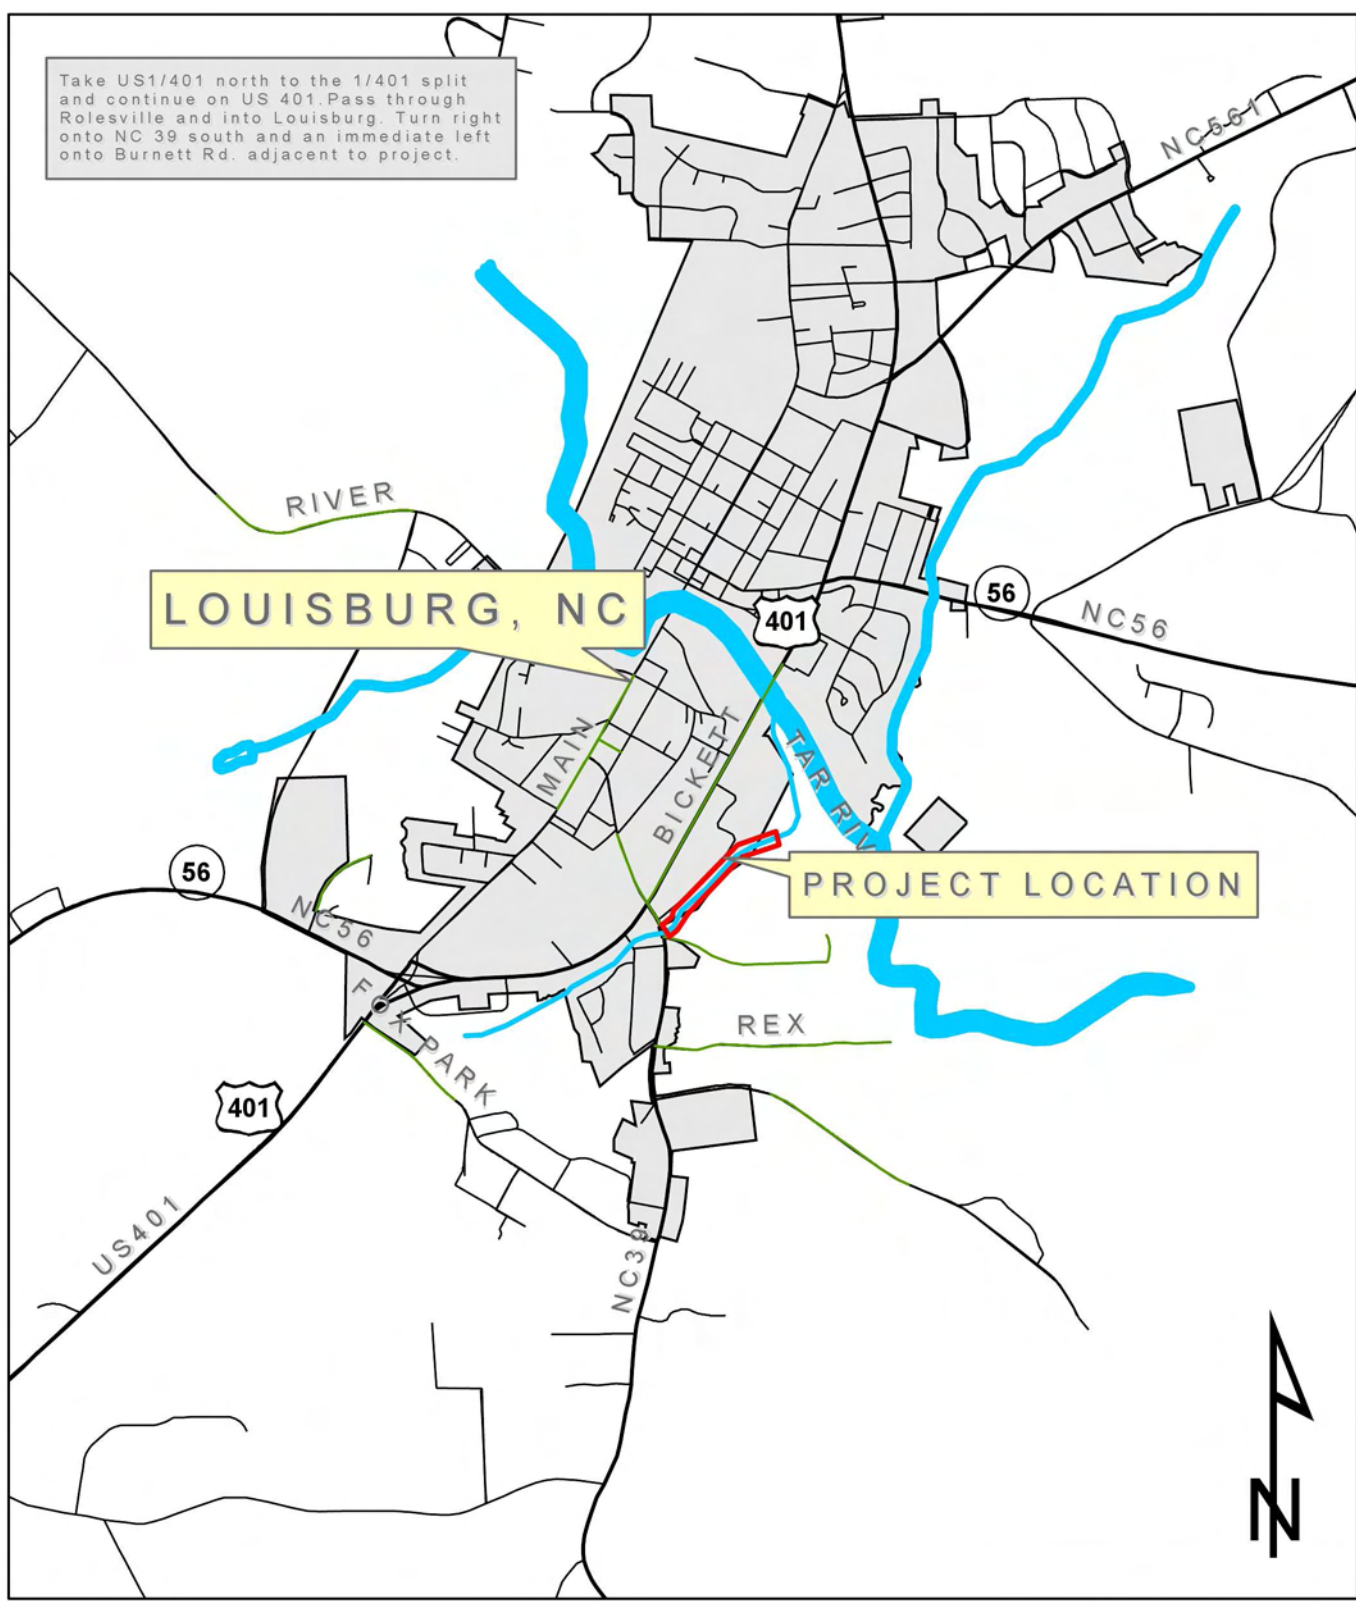 Take US1/401 north to the 1/401 split
and continue on US 401.Pass through
Rolesville and into Louisburg. Turn right
onto NC 39 south and an immediate left
onto Burnett Rd. adjacent to project.
NC561
RIVER
LOUISBURG, NC
401
56
NC56
MAIN
BICKETT
TAR RIV
56
PROJECT LOCATION
NC56
FOX PARK
REX
401
US401
NC39
N